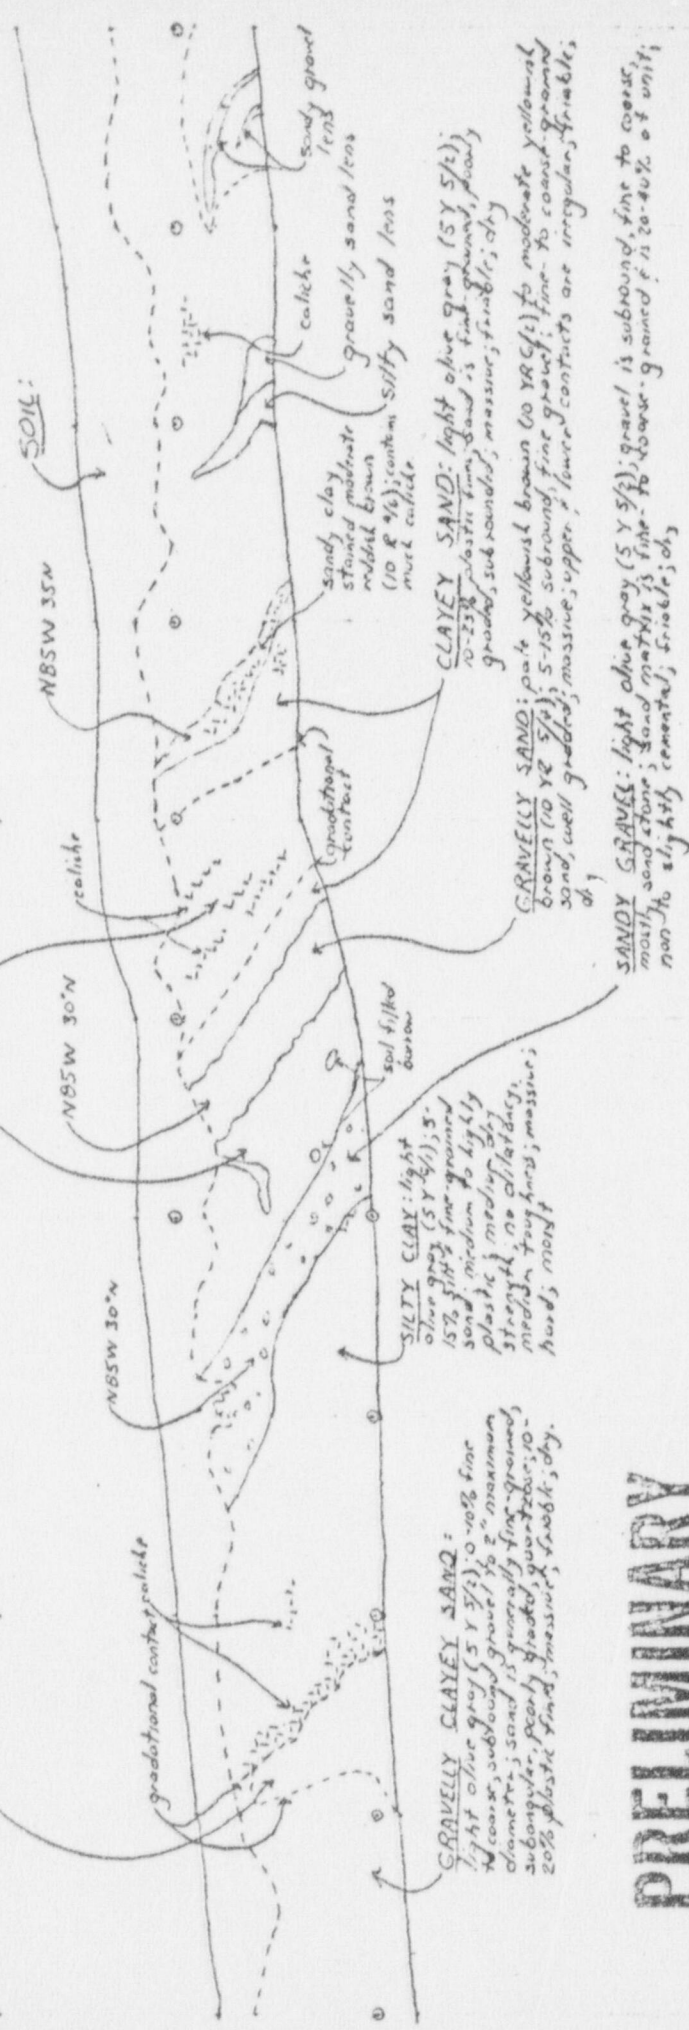 SOIL:
N85W 35N
caliche
N85W 30°N
N85W 30°N
gradational contact
caliche
sandy gravel
lens
gravelly sand lens
caliche
silty sand lens
sandy clay
stained moderate
reddish brown
(10 R 4/6); contains
much caliche
(graditional
contact)
soil filled
burrow
CLAYEY SAND: light olive gray (5 Y 5/2);
10-25% plastic fines; sand is fine-grained, poorly
graded, subrounded; massive; friable; dry
GRAVELLY SAND: pale yellowish brown (10 YR 6/2) to moderate yellowish
brown (10 YR 5/4); 5-15% subround, fine gravel; fine- to coarse-grained
sand, well graded; massive; upper & lower contacts are irregular; friable;
dry
SANDY GRAVEL: light olive gray (5 Y 5/2); gravel is subround, fine to coarse,
mostly sandstone; sand matrix is fine- to coarse-grained & is 20-40% of unit;
non- to slightly cemented; friable; dry
SILTY CLAY: light
olive gray (5 Y 6/1); 5-
15% silt & fine-grained
sand; medium to highly
plastic; medium dry
strength, no dilatancy,
medium toughness; massive;
hard; moist
GRAVELLY CLAYEY SAND:
light olive gray (5 Y 5/2); 0-10% fine
to coarse, subround gravel to 2" maximum
diameter; sand is generally fine-grained,
subangular, poorly graded, quartzose; 10-
20% plastic fines; massive; friable; dry.
PRELIMINARY